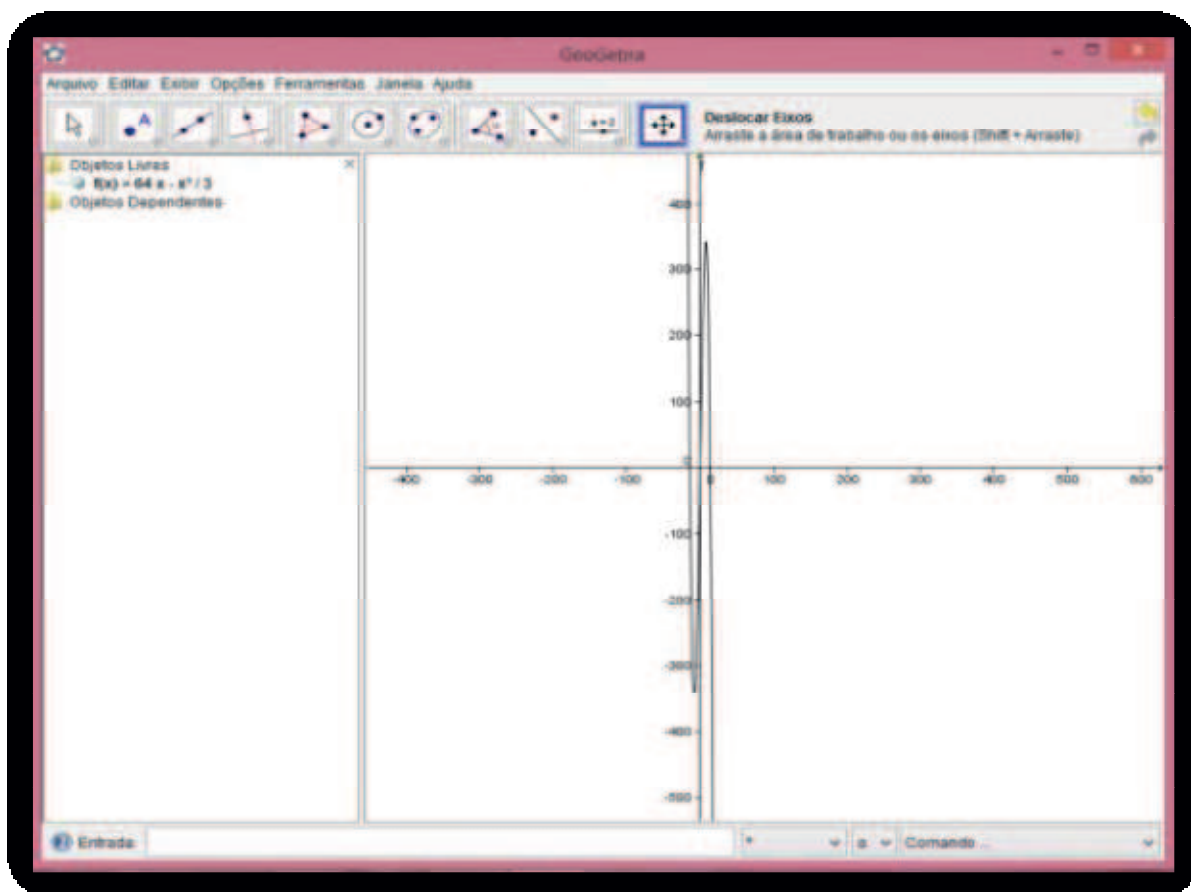 GeoGebra
Arquivo Editar Exibir Opções Ferramentas Janela Ajuda
A
a=2
Deslocar Eixos
Arraste a área de trabalho ou os eixos (Shift + Arraste)
Objetos Livres
f(x) = 64 x - x³ / 3
Objetos Dependentes
400
300
200
100
0
-400 -300 -200 -100 0 100 200 300 400 500 600
-100
-200
-300
-400
-500
Entrada:
Comando ...